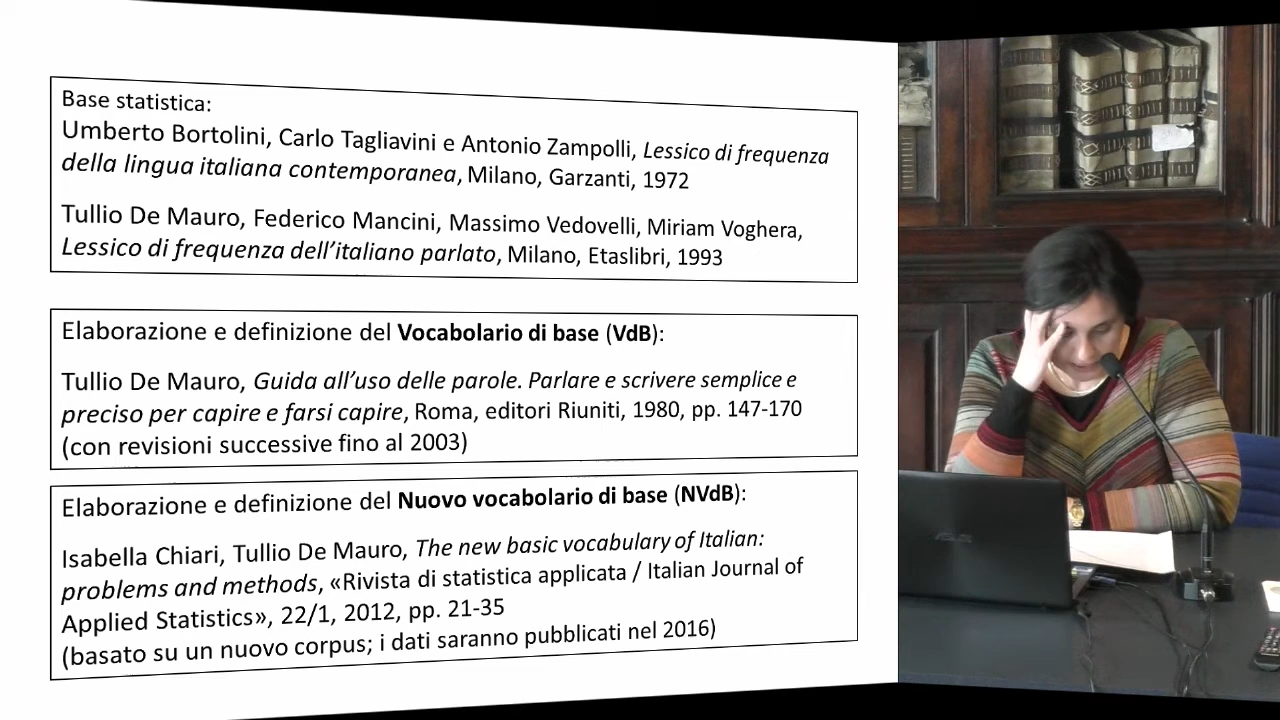 Base statistica:
Umberto Bortolini, Carlo Tagliavini e Antonio Zampolli, Lessico di frequenza
della lingua italiana contemporanea, Milano, Garzanti, 1972
Tullio De Mauro, Federico Mancini, Massimo Vedovelli, Miriam Voghera,
Lessico di frequenza dell’italiano parlato, Milano, Etaslibri, 1993
Elaborazione e definizione del Vocabolario di base (VdB):
Tullio De Mauro, Guida all’uso delle parole. Parlare e scrivere semplice e
preciso per capire e farsi capire, Roma, editori Riuniti, 1980, pp. 147-170
(con revisioni successive fino al 2003)
Elaborazione e definizione del Nuovo vocabolario di base (NVdB):
Isabella Chiari, Tullio De Mauro, The new basic vocabulary of Italian:
problems and methods, «Rivista di statistica applicata / Italian Journal of
Applied Statistics», 22/1, 2012, pp. 21-35
(basato su un nuovo corpus; i dati saranno pubblicati nel 2016)